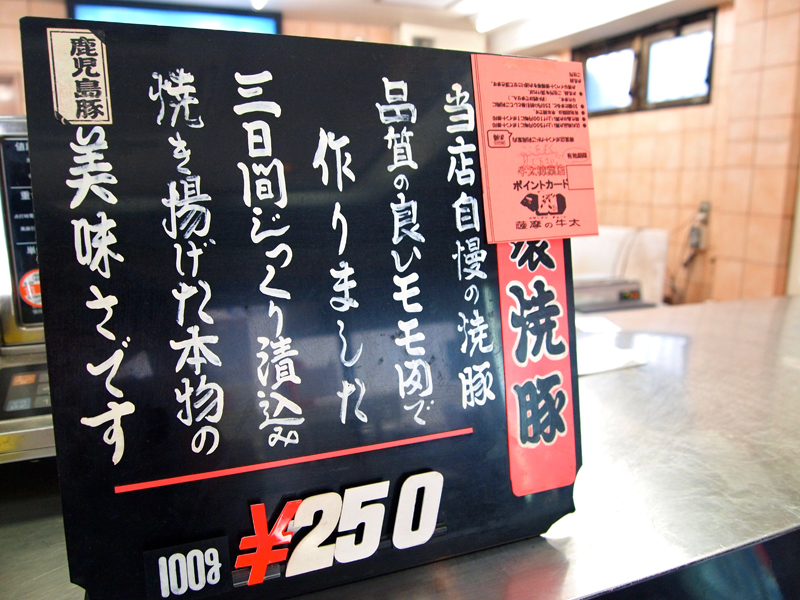 焼豚
当店自慢の焼豚
品質の良いモモ肉で
作りました
三日間じっくり漬込み
焼き揚げた本物の
美味さです
鹿児島豚
100g
¥250
ポイントカード
薩摩の牛太